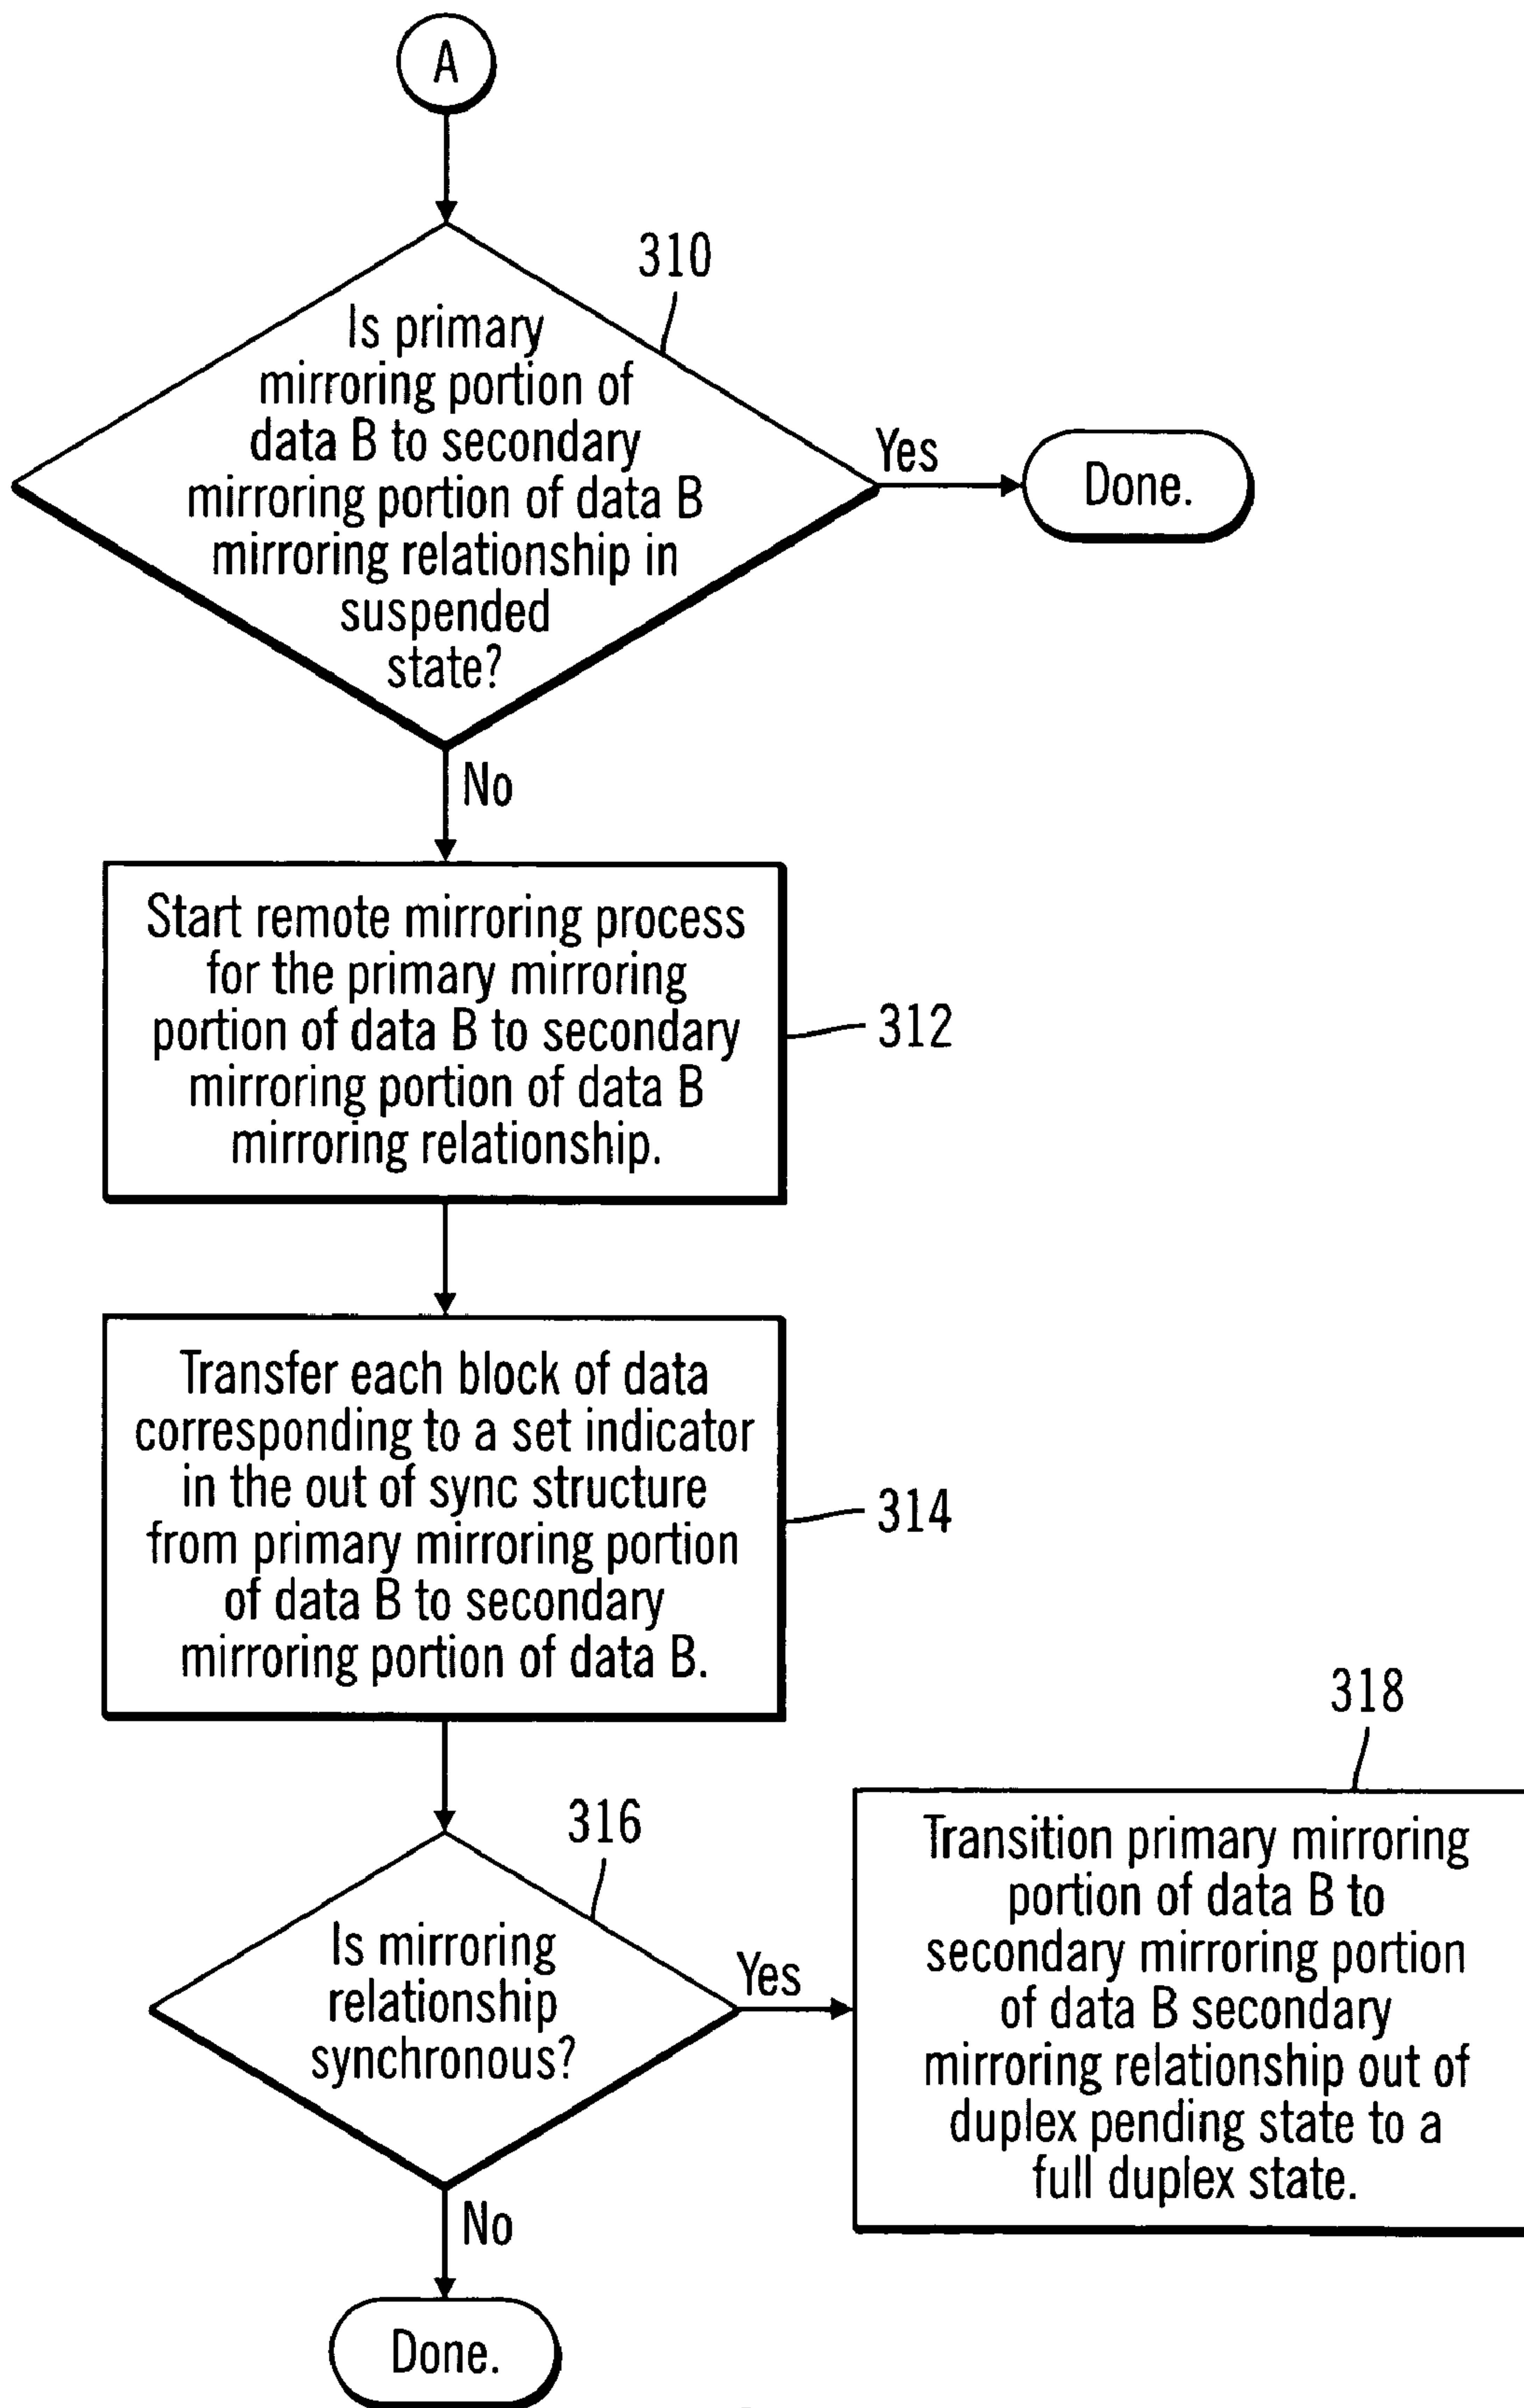 A
310
Is primary
mirroring portion of
data B to secondary
mirroring portion of data B
mirroring relationship in
suspended
state?
Yes
Done.
No
Start remote mirroring process
for the primary mirroring
portion of data B to secondary
mirroring portion of data B
mirroring relationship.
312
Transfer each block of data
corresponding to a set indicator
in the out of sync structure
from primary mirroring portion
of data B to secondary
mirroring portion of data B.
314
316
Is mirroring
relationship
synchronous?
Yes
318
Transition primary mirroring
portion of data B to
secondary mirroring portion
of data B secondary
mirroring relationship out of
duplex pending state to a
full duplex state.
No
Done.